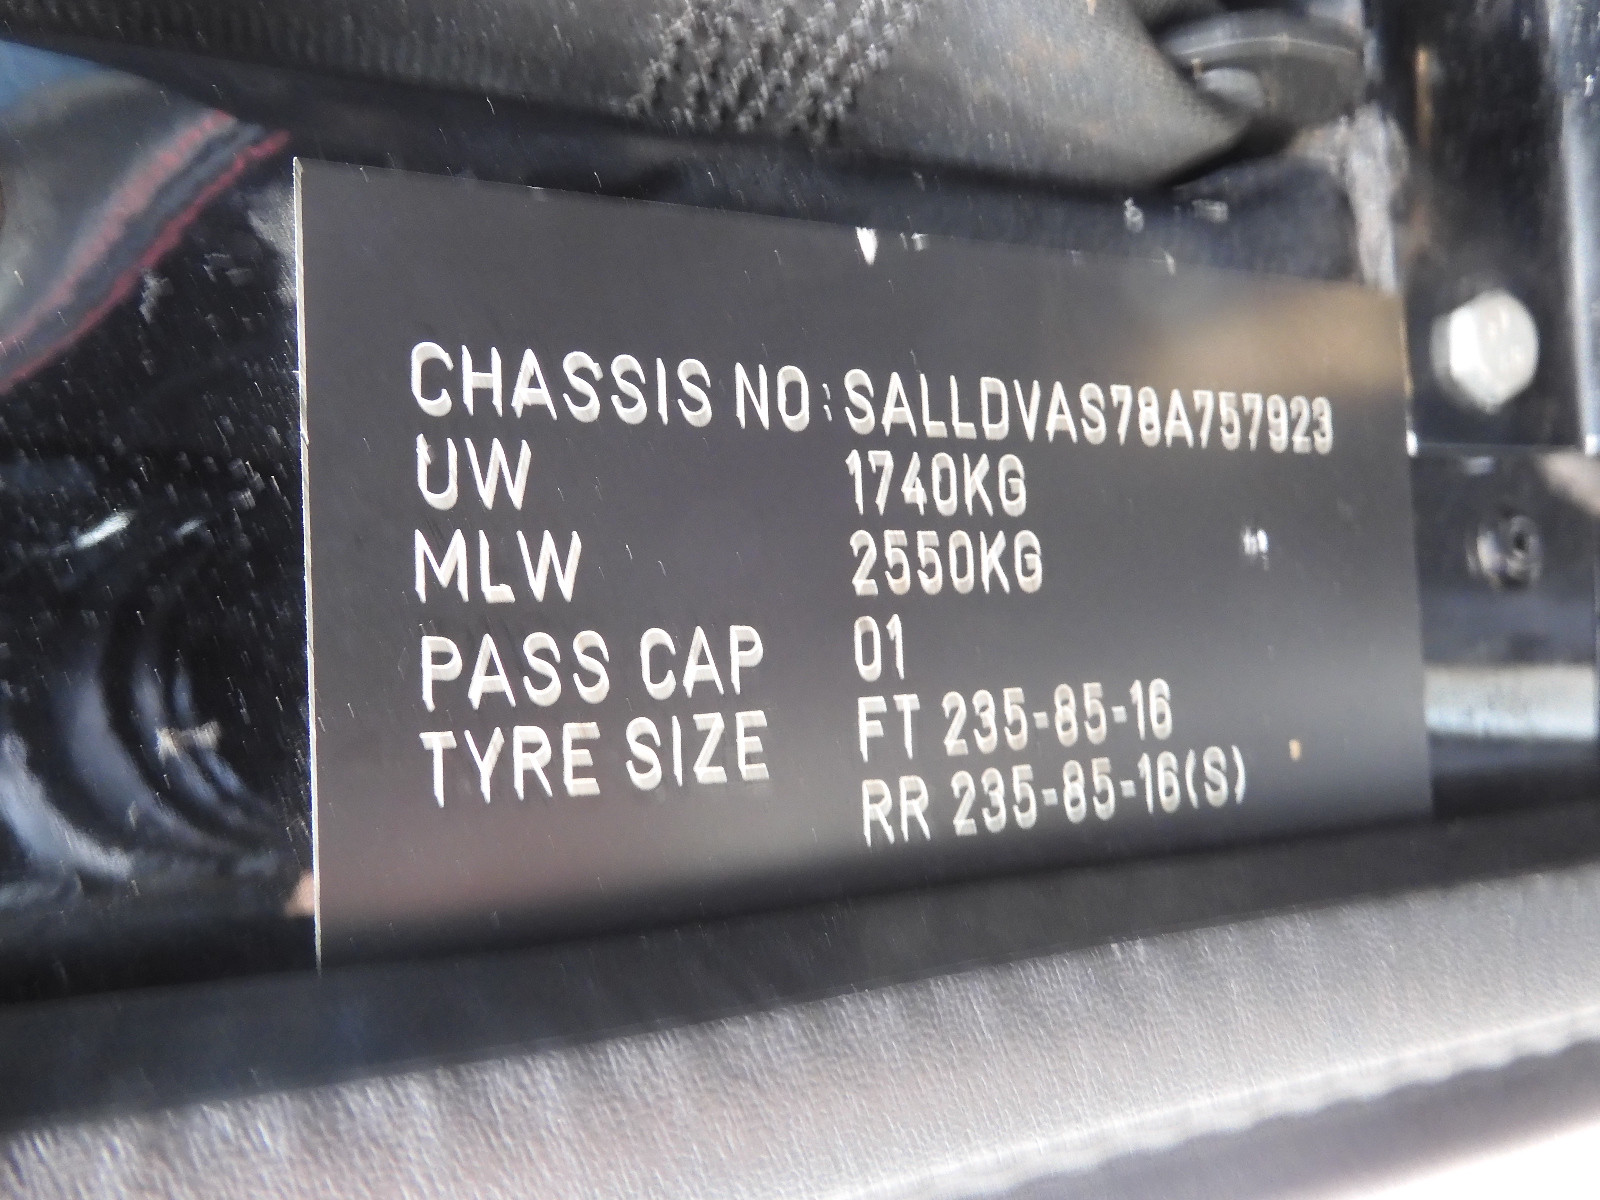 CHASSIS NO: SALLDVAS78A757923
UW 1740KG
MLW 2550KG
PASS CAP 01
TYRE SIZE FT 235-85-16
RR 235-85-16(S)